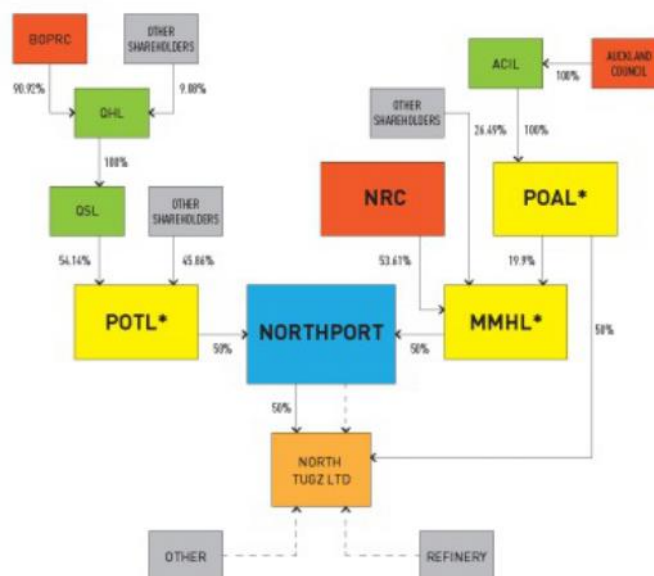 BOPRC
OTHER
SHAREHOLDERS
90.92%
9.08%
QHL
100%
QSL
OTHER
SHAREHOLDERS
54.14%
45.86%
POTL*
50%
NORTHPORT
50%
ACIL
100%
AUCKLAND
COUNCIL
OTHER
SHAREHOLDERS
26.49%
100%
NRC
POAL*
53.61%
19.9%
MMHL*
50%
50%
NORTH
TUGZ LTD
OTHER
REFINERY